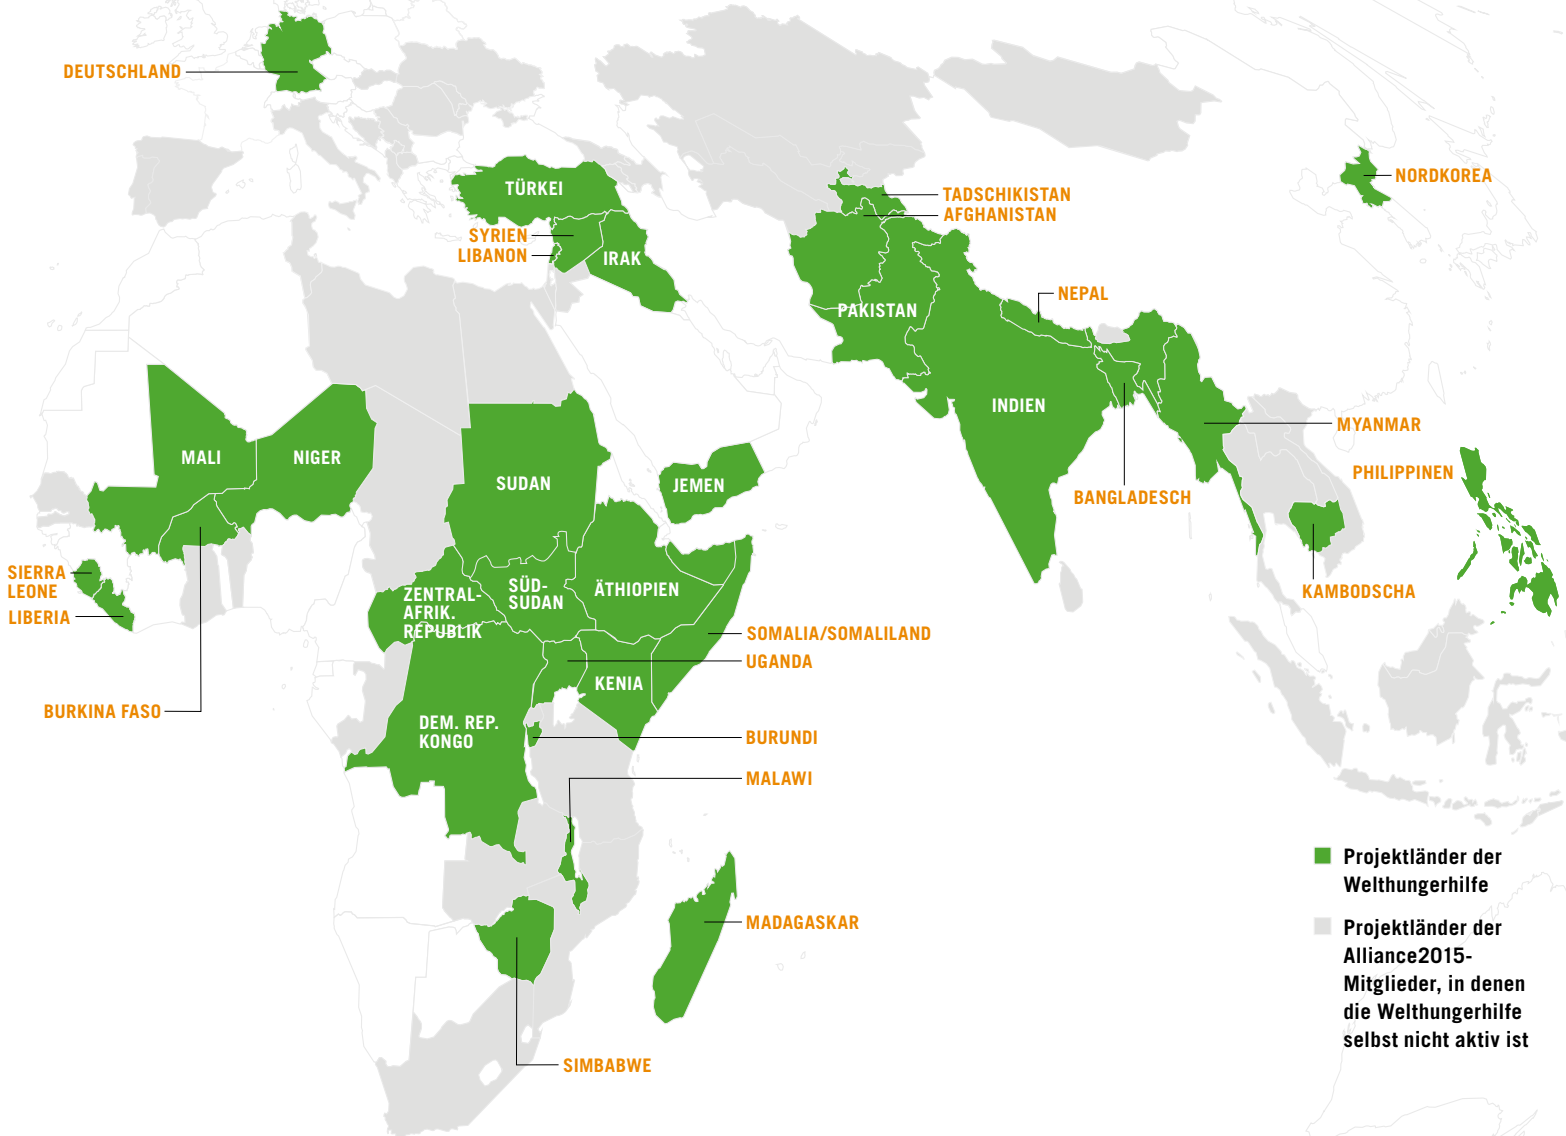 DEUTSCHLAND
NORDKOREA
TÜRKEI
TADSCHIKISTAN
AFGHANISTAN
SYRIEN
LIBANON
IRAK
NEPAL
PAKISTAN
INDIEN
MYANMAR
MALI
NIGER
PHILIPPINEN
SUDAN
JEMEN
BANGLADESCH
SIERRA
LEONE
LIBERIA
ZENTRAL-
AFRIK.
REPUBLIK
SÜD-
SUDAN
ÄTHIOPIEN
KAMBODSCHA
SOMALIA/SOMALILAND
UGANDA
KENIA
BURKINA FASO
DEM. REP.
KONGO
BURUNDI
MALAWI
MADAGASKAR
SIMBABWE
Projektländer der
Welthungerhilfe
Projektländer der
Alliance2015-
Mitglieder, in denen
die Welthungerhilfe
selbst nicht aktiv ist